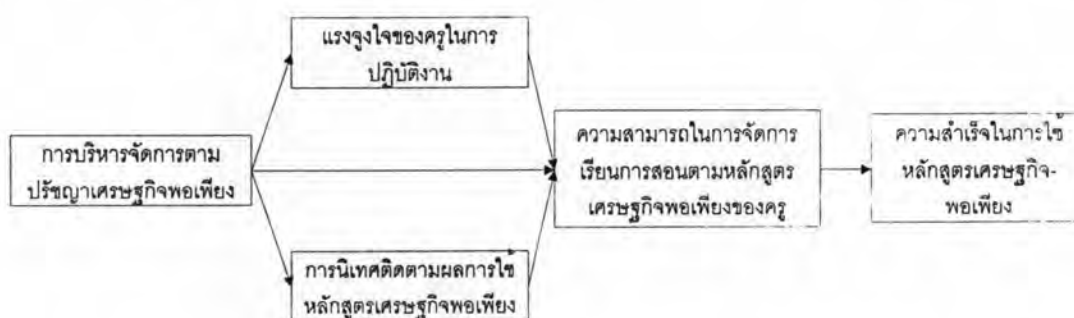 แรงจูงใจของครูในการ
ปฏิบัติงาน
การบริหารจัดการตาม
ปรัชญาเศรษฐกิจพอเพียง
ความสามารถในการจัดการ
เรียนการสอนตามหลักสูตร
เศรษฐกิจพอเพียงของครู
ความสำเร็จในการใช้
หลักสูตรเศรษฐกิจ-
พอเพียง
การนิเทศติดตามผลการใช้
หลักสูตรเศรษฐกิจพอเพียง